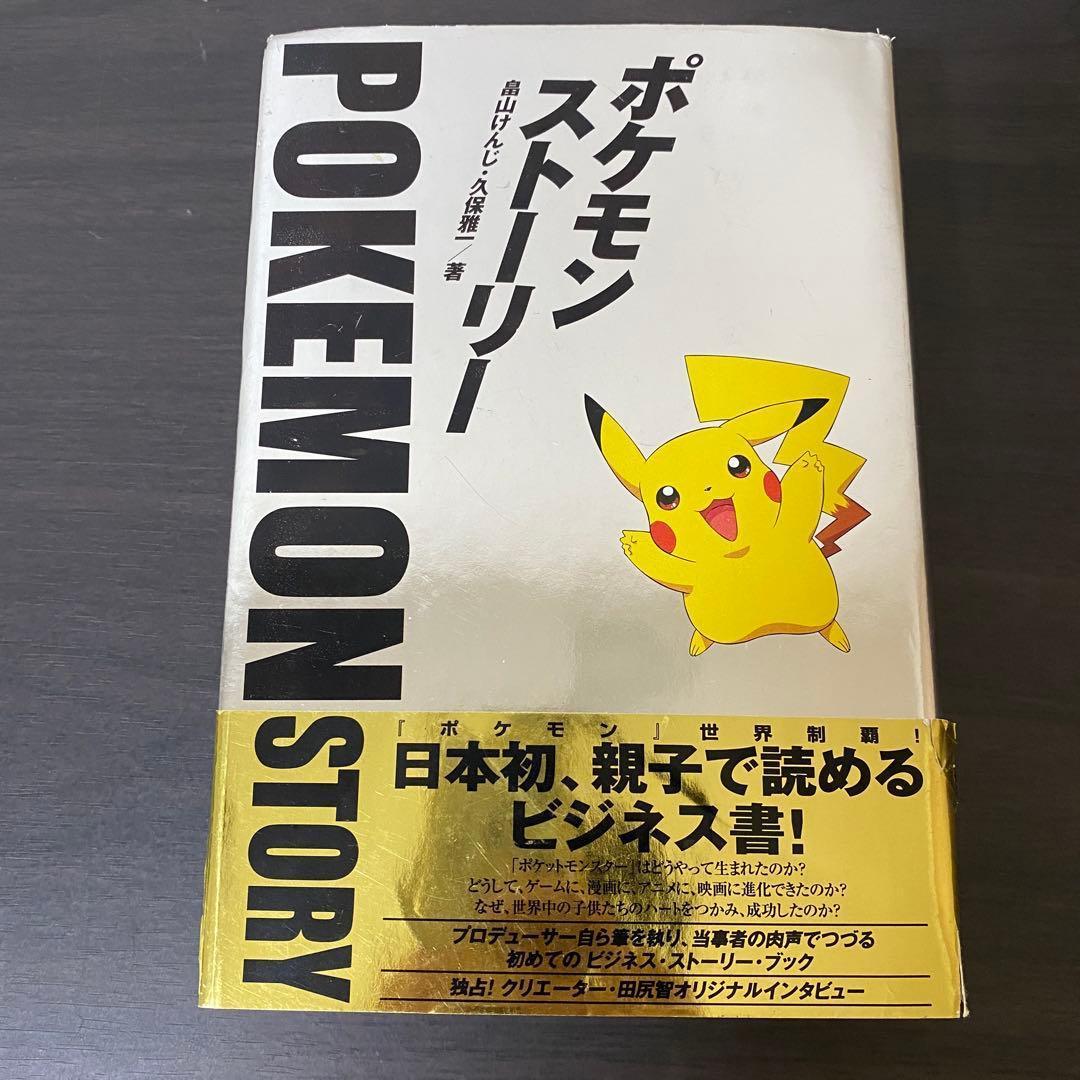 ポケモン
ストーリー
畠山けんじ・久保雅一/著
POKEMON STORY
『ポケモン』世界制覇!
日本初、親子で読める
ビジネス書!
「ポケットモンスター」はどうやって生まれたのか?
どうして、ゲームに、漫画に、アニメに、映画に進化できたのか?
なぜ、世界中の子供たちのハートをつかみ、成功したのか?
プロデューサー自ら筆を執り、当事者の肉声でつづる
初めてのビジネス・ストーリー・ブック
独占!クリエーター・田尻智オリジナルインタビュー